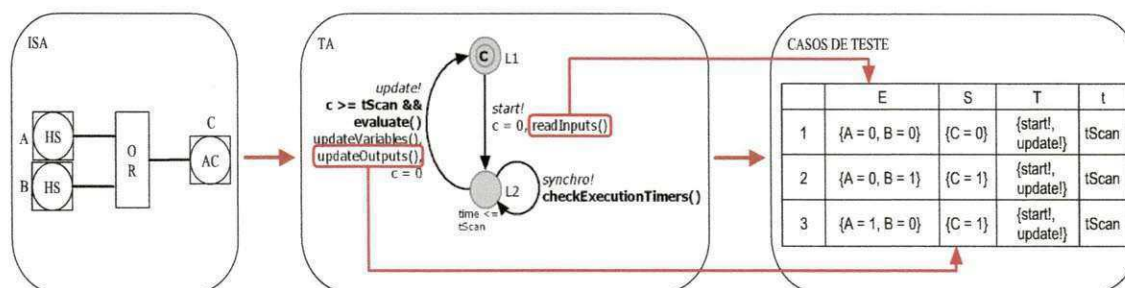 ISA
A
HS
B
HS
O
R
C
AC
TA
C
L1
update!
c >= tScan &&
evaluate()
updateVariables(),
updateOutputs(),
c = 0
start!
c = 0, readInputs()
L2
time <=
tScan
synchro!
checkExecutionTimers()
CASOS DE TESTE
E S T t
1 {A = 0, B = 0} {C = 0} {start!, update!} tScan
2 {A = 0, B = 1} {C = 1} {start!, update!} tScan
3 {A = 1, B = 0} {C = 1} {start!, update!} tScan